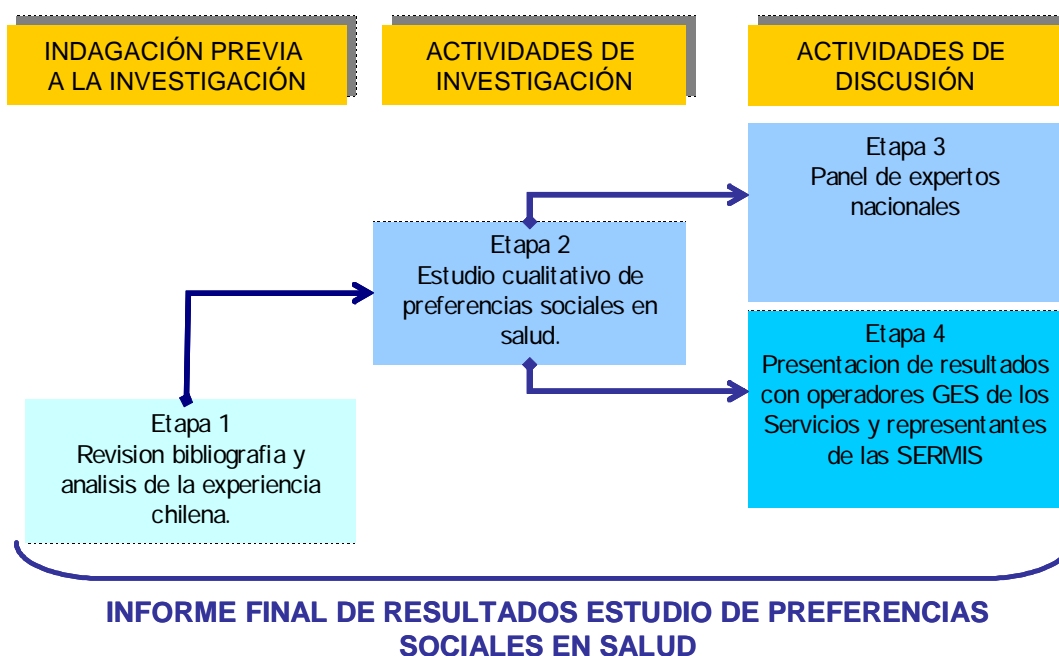 INDAGACIÓN PREVIA
A LA INVESTIGACIÓN
ACTIVIDADES DE
INVESTIGACIÓN
ACTIVIDADES DE
DISCUSIÓN
Etapa 3
Panel de expertos
nacionales
Etapa 2
Estudio cualitativo de
preferencias sociales en
salud.
Etapa 4
Presentacion de resultados
con operadores GES de los
Servicios y representantes
de las SERMIS
Etapa 1
Revision bibliografia y
analisis de la experiencia
chilena.
INFORME FINAL DE RESULTADOS ESTUDIO DE PREFERENCIAS
SOCIALES EN SALUD